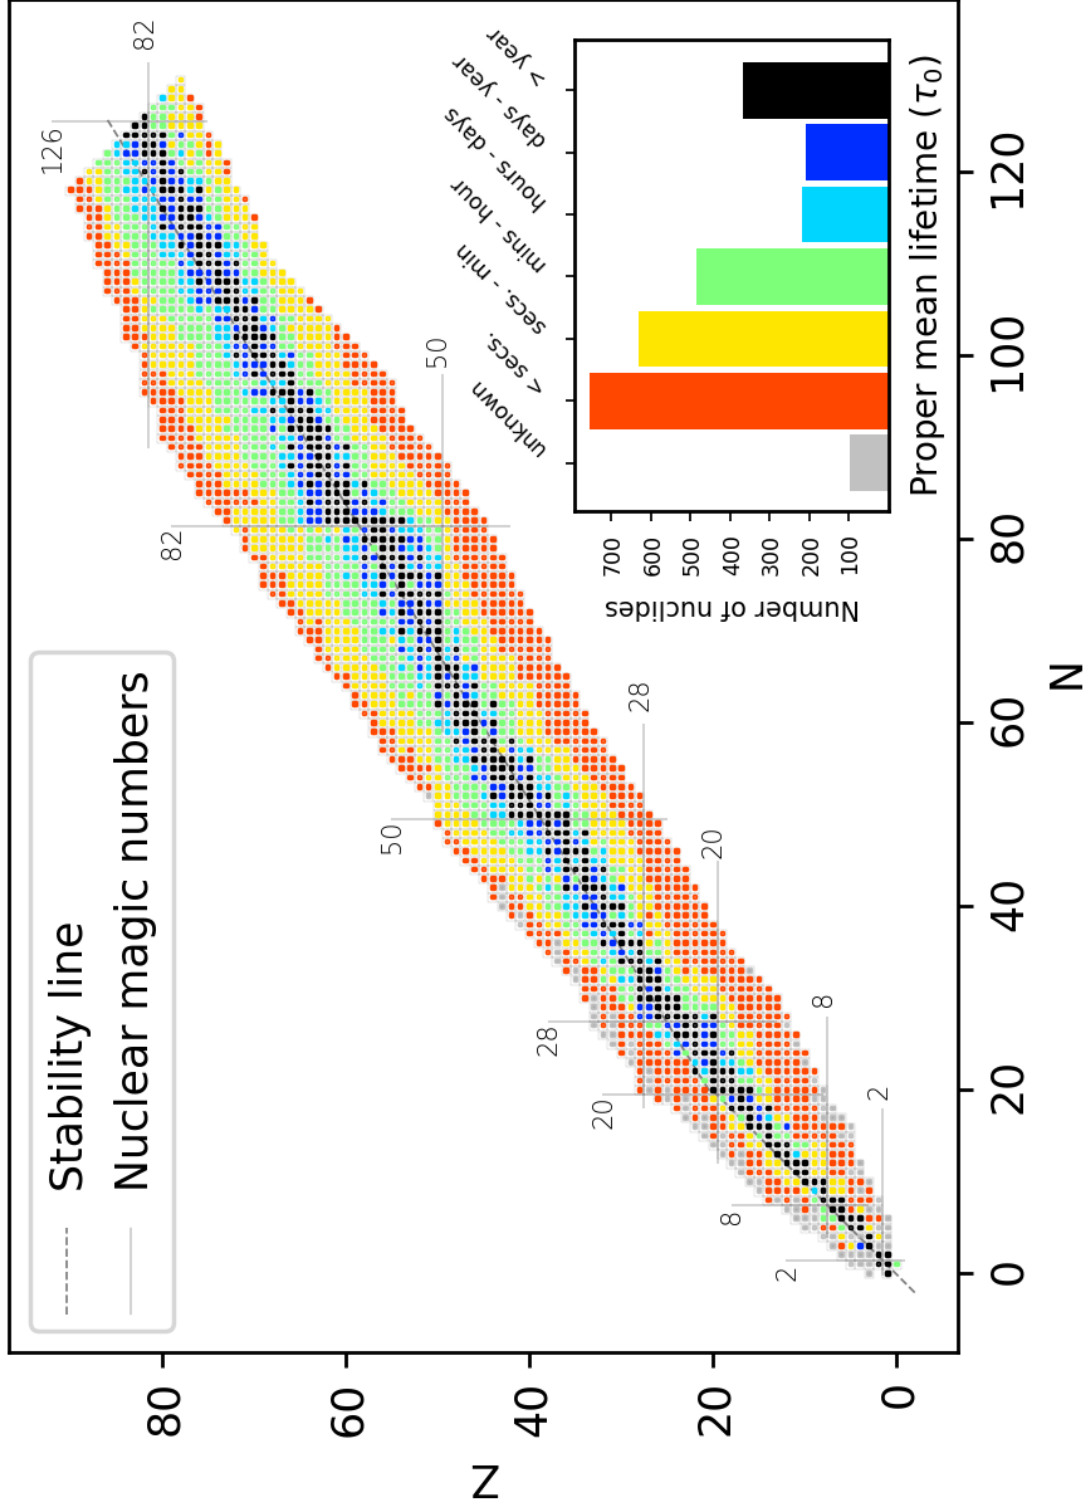 Stability line
Nuclear magic numbers
126
82
82
50
50
28
28
20
20
8
8
2
2
unknown
< secs.
secs. - min
mins - hour
hours - days
days - year
> year
700
600
500
400
300
200
100
Number of nuclides
Proper mean lifetime (τ₀)
80
60
40
20
0
Z
0
20
40
60
80
100
120
N